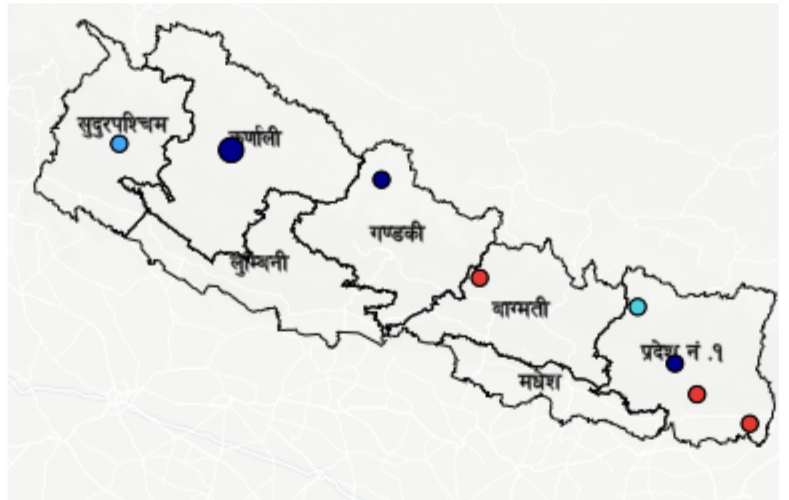 सुदुरपश्चिम
कर्णाली
गण्डकी
लुम्बिनी
बाग्मती
प्रदेश नं .१
मधेश